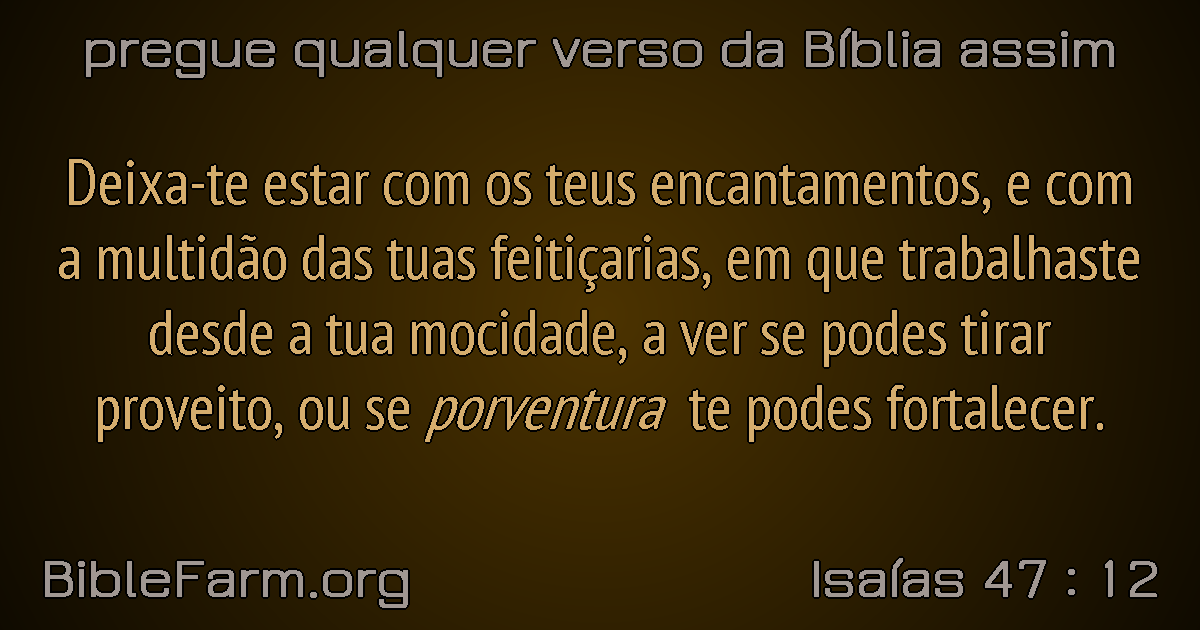 pregue qualquer verso da Bíblia assim
Deixa-te estar com os teus encantamentos, e com
a multidão das tuas feitiçarias, em que trabalhaste
desde a tua mocidade, a ver se podes tirar
proveito, ou se porventura te podes fortalecer.
BibleFarm.org
Isaías 47 : 12